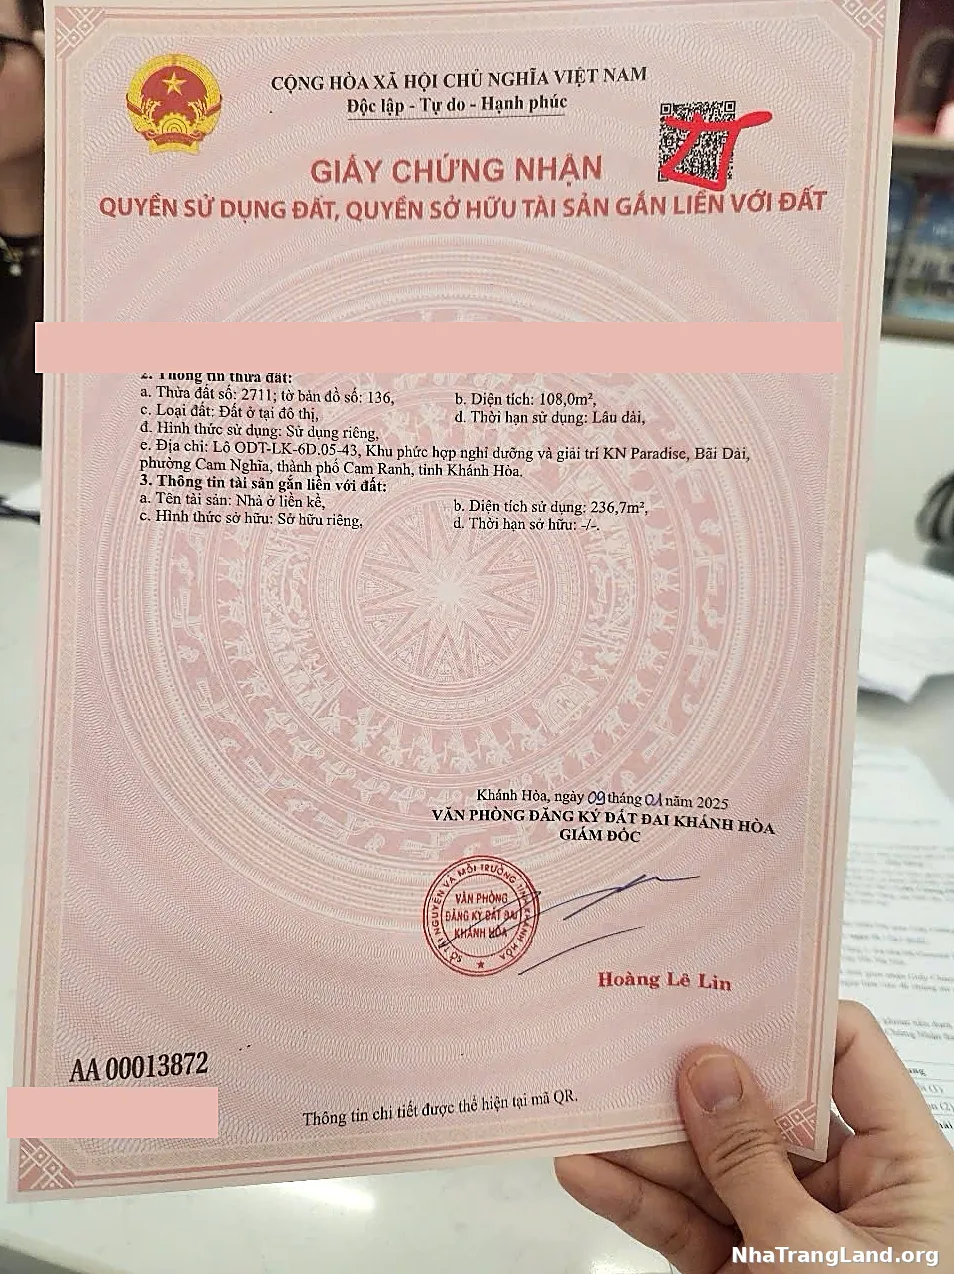 CỘNG HÒA XÃ HỘI CHỦ NGHĨA VIỆT NAM
Độc lập - Tự do - Hạnh phúc
GIẤY CHỨNG NHẬN
QUYỀN SỬ DỤNG ĐẤT, QUYỀN SỞ HỮU TÀI SẢN GẮN LIỀN VỚI ĐẤT
2. Thông tin thửa đất:
a. Thửa đất số: 2711; tờ bản đồ số: 136, b. Diện tích: 108,0m²,
c. Loại đất: Đất ở tại đô thị, d. Thời hạn sử dụng: Lâu dài,
đ. Hình thức sử dụng: Sử dụng riêng,
e. Địa chỉ: Lô ODT-LK-6D.05-43, Khu phức hợp nghỉ dưỡng và giải trí KN Paradise, Bãi Dài,
phường Cam Nghĩa, thành phố Cam Ranh, tỉnh Khánh Hòa.
3. Thông tin tài sản gắn liền với đất:
a. Tên tài sản: Nhà ở liền kề, b. Diện tích sử dụng: 236,7m²,
c. Hình thức sở hữu: Sở hữu riêng, d. Thời hạn sở hữu: -/-.
Khánh Hòa, ngày 09 tháng 01 năm 2025
VĂN PHÒNG ĐĂNG KÝ ĐẤT ĐAI KHÁNH HÒA
GIÁM ĐỐC
SỞ TÀI NGUYÊN VÀ MÔI TRƯỜNG TỈNH KHÁNH HÒA
VĂN PHÒNG
ĐĂNG KÝ ĐẤT ĐAI
KHÁNH HÒA
Hoàng Lê Lin
AA 00013872
Thông tin chi tiết được thể hiện tại mã QR.
NhaTrangLand.org